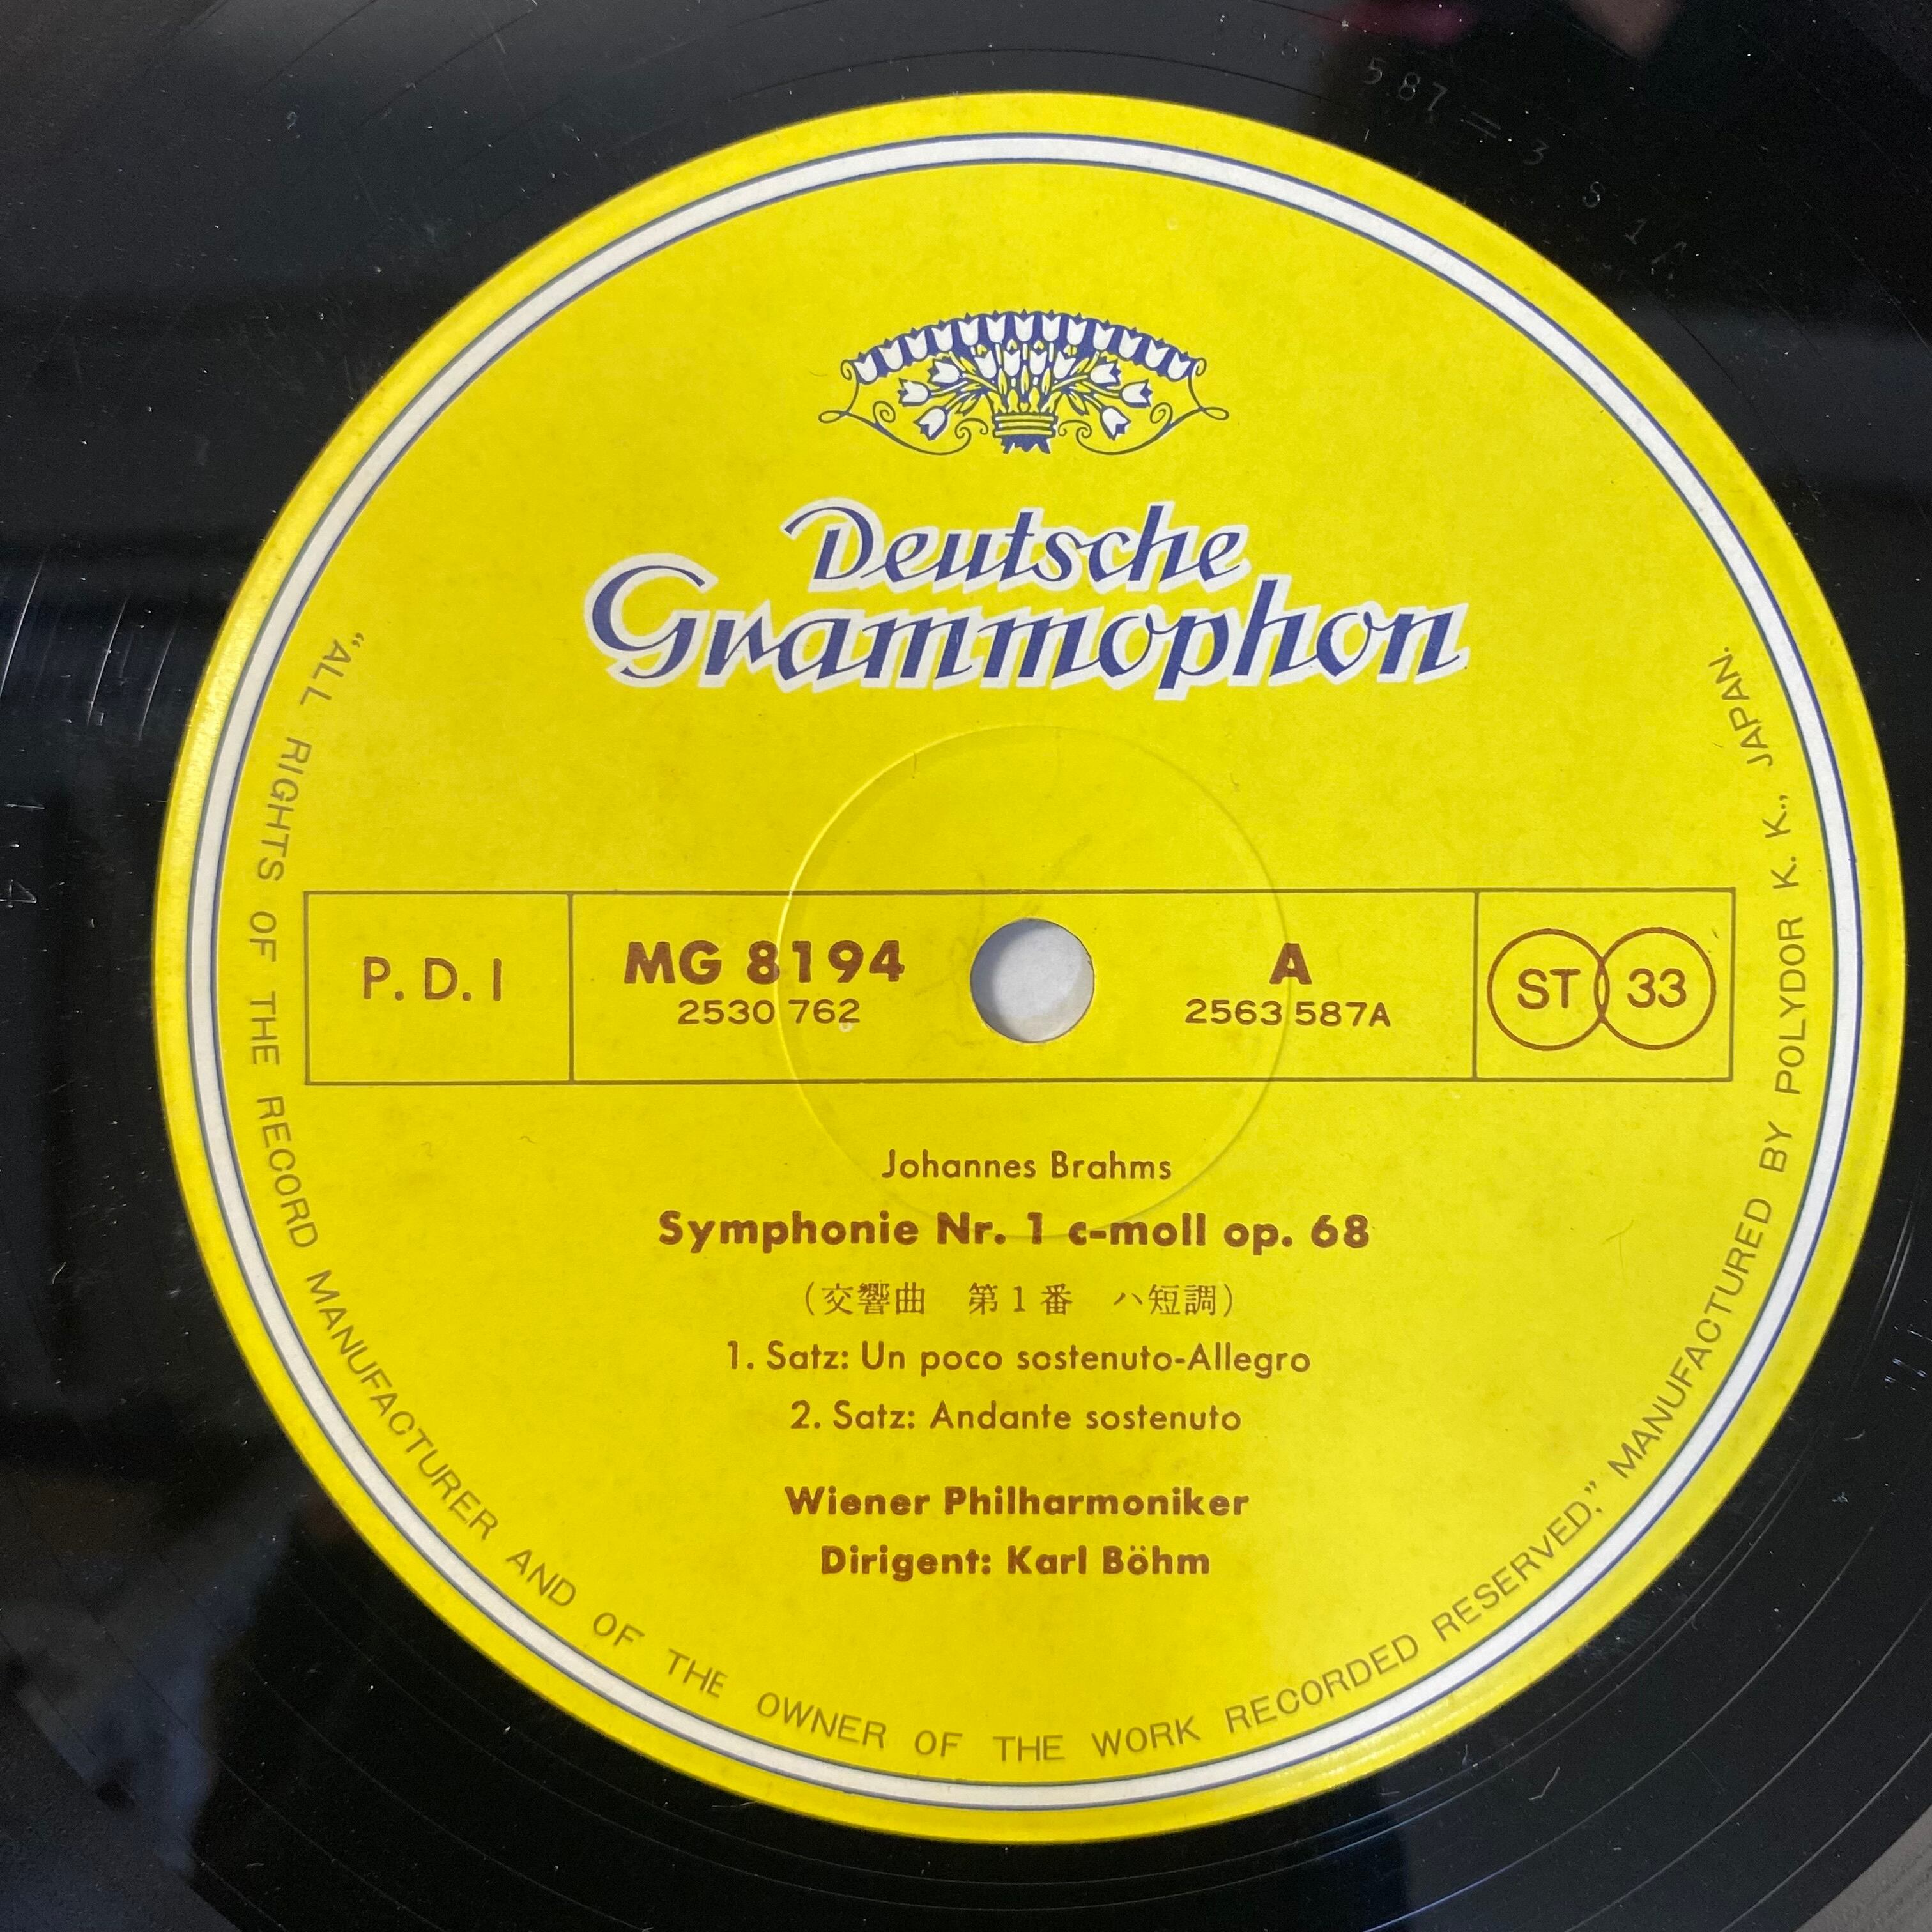 Deutsche
Grammophon
P. D. I
MG 8194
2530 762
A
2563 587A
ST 33
Johannes Brahms
Symphonie Nr. 1 c-moll op. 68
(交響曲 第1番 ハ短調)
1. Satz: Un poco sostenuto-Allegro
2. Satz: Andante sostenuto
Wiener Philharmoniker
Dirigent: Karl Böhm
“ALL RIGHTS OF THE RECORD MANUFACTURER AND OF THE OWNER OF THE WORK RECORDED RESERVED,” MANUFACTURED BY POLYDOR K. K., JAPAN.
587 = 3 S 1